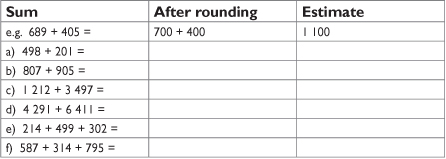 Sum After rounding Estimate
e.g. 689 + 405 = 700 + 400 1 100
a) 498 + 201 =
b) 807 + 905 =
c) 1 212 + 3 497 =
d) 4 291 + 6 411 =
e) 214 + 499 + 302 =
f) 587 + 314 + 795 =